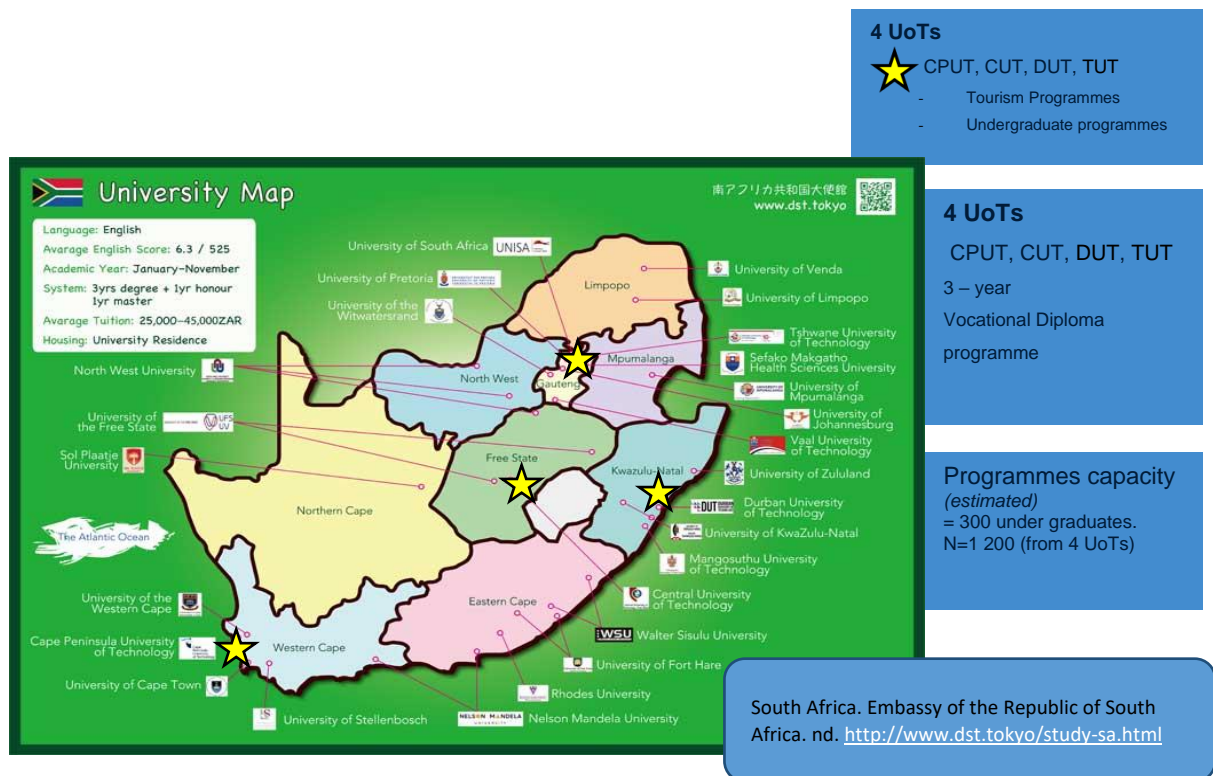 4 UoTs
CPUT, CUT, DUT, TUT
- Tourism Programmes
- Undergraduate programmes
University Map
南アフリカ共和国大使館
www.dst.tokyo
Language: English
Avarage English Score: 6.3 / 525
Academic Year: January-November
System: 3yrs degree + 1yr honour
1yr master
Avarage Tuition: 25,000-45,000ZAR
Housing: University Residence
University of South Africa
UNISA
University of Pretoria
University of the
Witwatersrand
North West University
University of
the Free State
UFS
UV
Sol Plaatje
University
The Atlantic Ocean
University of the
Western Cape
Cape Peninsula University
of Technology
University of Cape Town
University of Stellenbosch
NELSON MANDELA
UNIVERSITY
Nelson Mandela University
Rhodes University
University of Fort Hare
WSU
Walter Sisulu University
Central University
of Technology
Mangosuthu University
of Technology
University of KwaZulu-Natal
DUT
Durban University
of Technology
University of Zululand
Vaal University
of Technology
University of
Johannesburg
University of
Mpumalanga
Sefako Makgatho
Health Sciences University
Tshwane University
of Technology
University of Limpopo
University of Venda
Limpopo
Mpumalanga
North West
Gauteng
Free State
Kwazulu-Natal
Northern Cape
Eastern Cape
Western Cape
4 UoTs
CPUT, CUT, DUT, TUT
3 – year
Vocational Diploma
programme
Programmes capacity
(estimated)
= 300 under graduates.
N=1 200 (from 4 UoTs)
South Africa. Embassy of the Republic of South
Africa. nd. http://www.dst.tokyo/study-sa.html